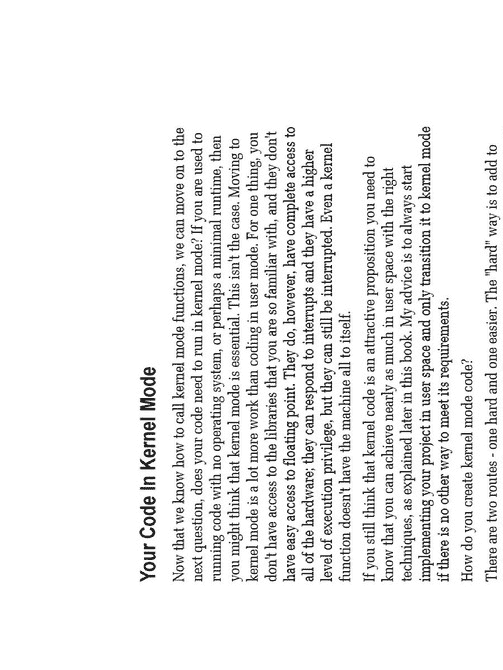 Your Code In Kernel Mode
Now that we know how to call kernel mode functions, we can move on to the
next question, does your code need to run in kernel mode? If you are used to
running code with no operating system, or perhaps a minimal runtime, then
you might think that kernel mode is essential. This isn't the case. Moving to
kernel mode is a lot more work than coding in user mode. For one thing, you
don't have access to the libraries that you are so familiar with, and they don't
have easy access to floating point. They do, however, have complete access to
all of the hardware; they can respond to interrupts and they have a higher
level of execution privilege, but they can still be interrupted. Even a kernel
function doesn't have the machine all to itself.
If you still think that kernel code is an attractive proposition you need to
know that you can achieve nearly as much in user space with the right
techniques, as explained later in this book. My advice is to always start
implementing your project in user space and only transition it to kernel mode
if there is no other way to meet its requirements.
How do you create kernel mode code?
There are two routes - one hard and one easier. The "hard" way is to add to